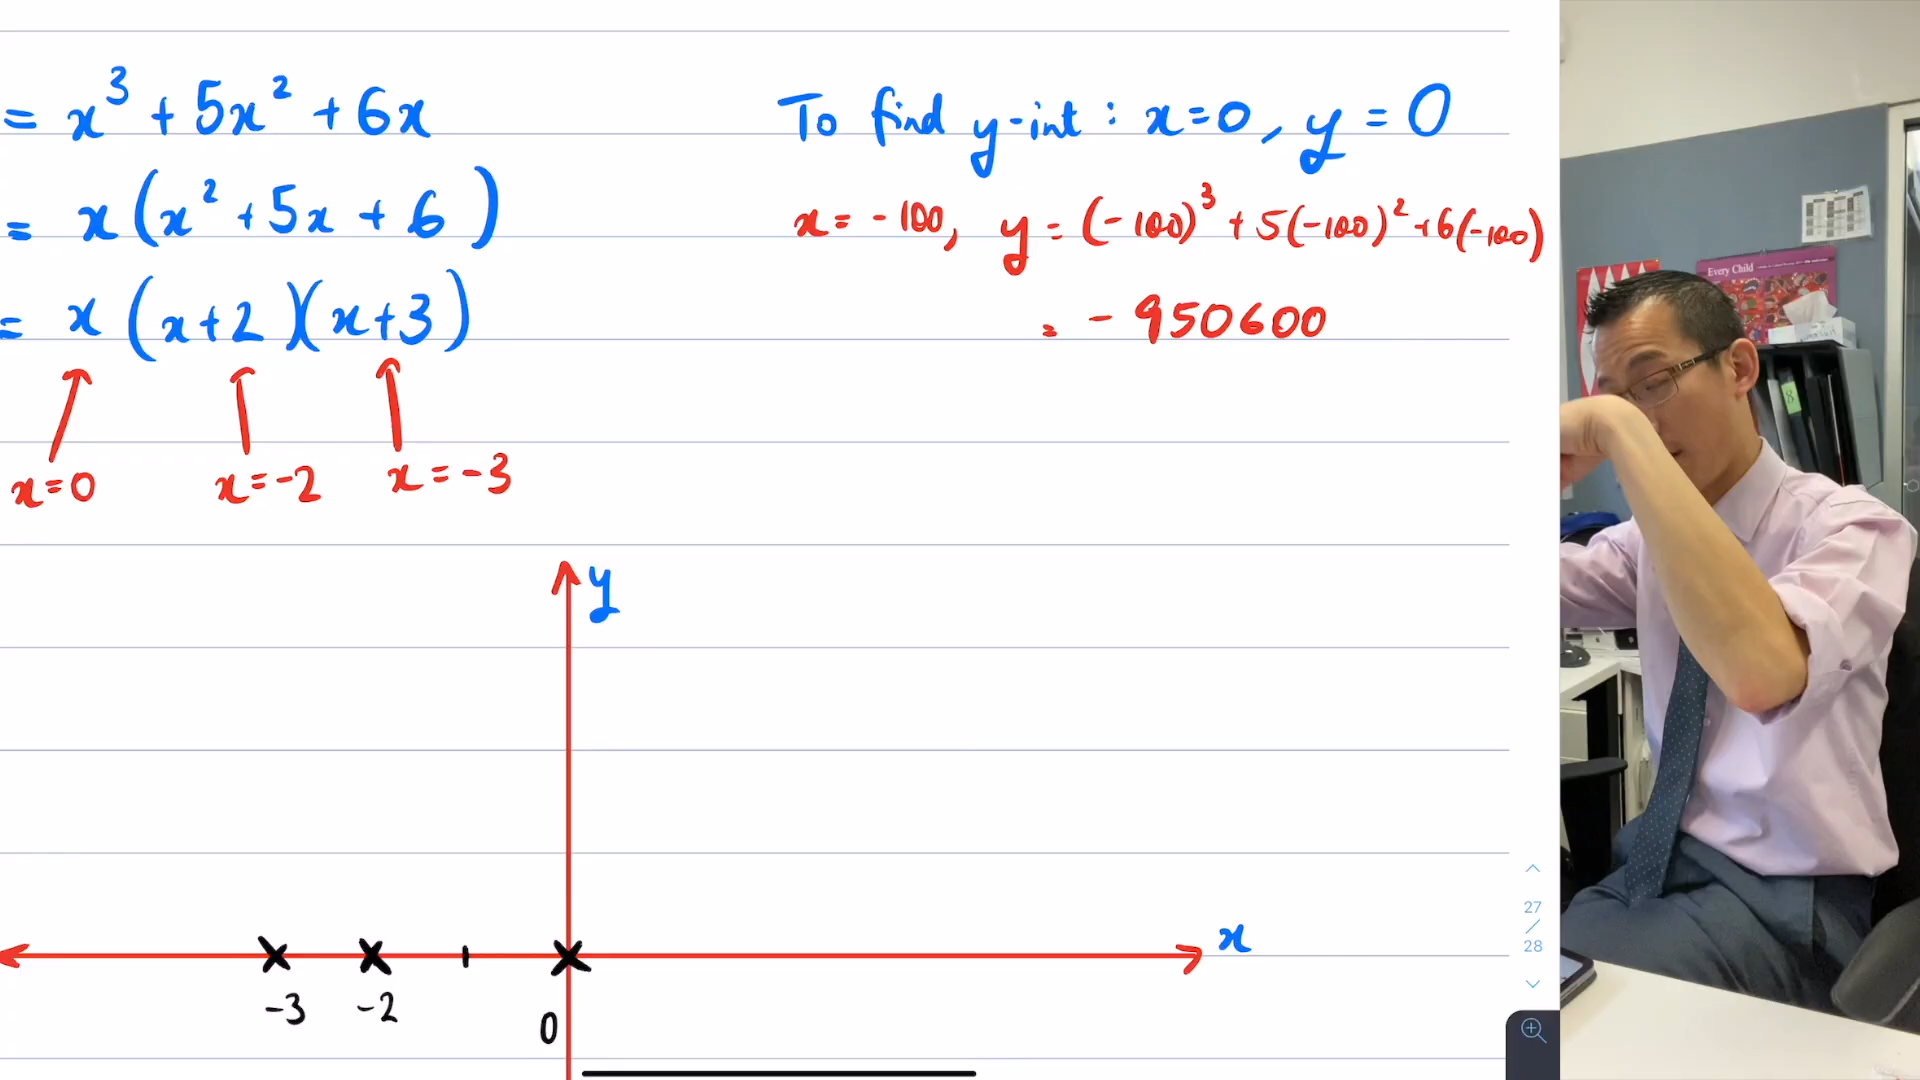 = x³ + 5x² + 6x
= x(x² + 5x + 6)
= x(x+2)(x+3)
x=0 x=-2 x=-3
To find y-int : x=0, y = 0
x = -100, y = (-100)³ + 5(-100)² + 6(-100)
= -950600
y
x
-3 -2 0
27
/
28
Every Child
8